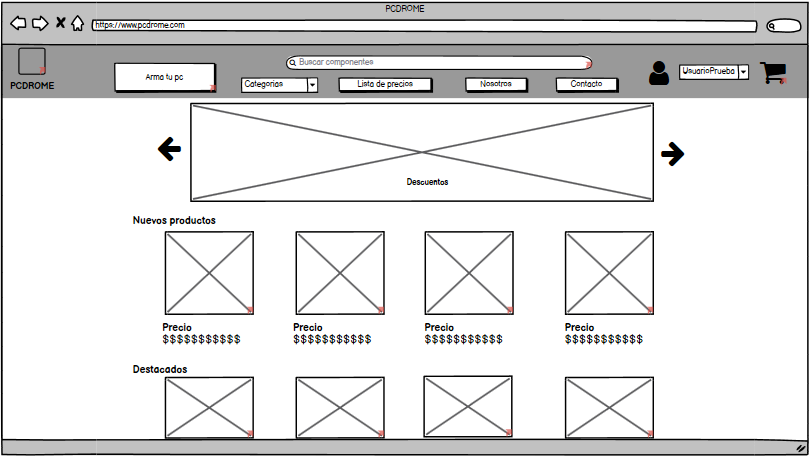 PCDROME
https://www.pcdrome.com
Buscar componentes
Arma tu pc
Categorias
Lista de precios
Nosotros
Contacto
UsuarioPrueba
PCDROME
Descuentos
Nuevos productos
Precio
$$$$$$$$$$$
Precio
$$$$$$$$$$$
Precio
$$$$$$$$$$$
Precio
$$$$$$$$$$$
Destacados